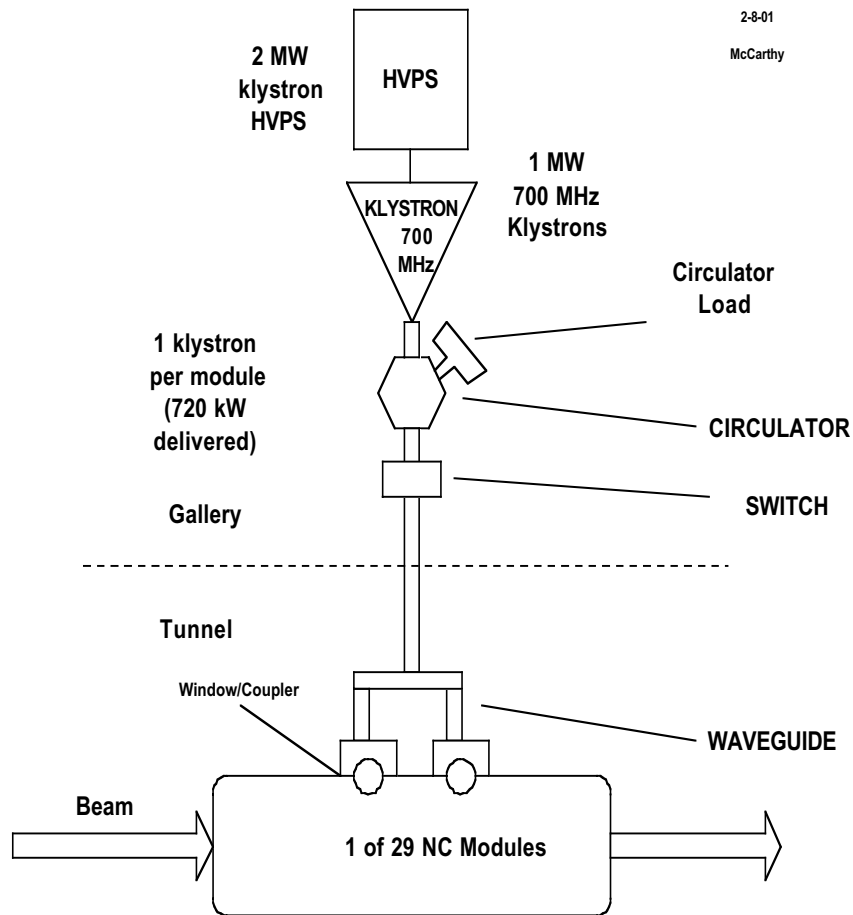 2-8-01
McCarthy
2 MW
klystron
HVPS
HVPS
1 MW
700 MHz
Klystrons
KLYSTRON
700
MHz
Circulator
Load
1 klystron
per module
(720 kW
delivered)
CIRCULATOR
SWITCH
Gallery
Tunnel
Window/Coupler
WAVEGUIDE
Beam
1 of 29 NC Modules